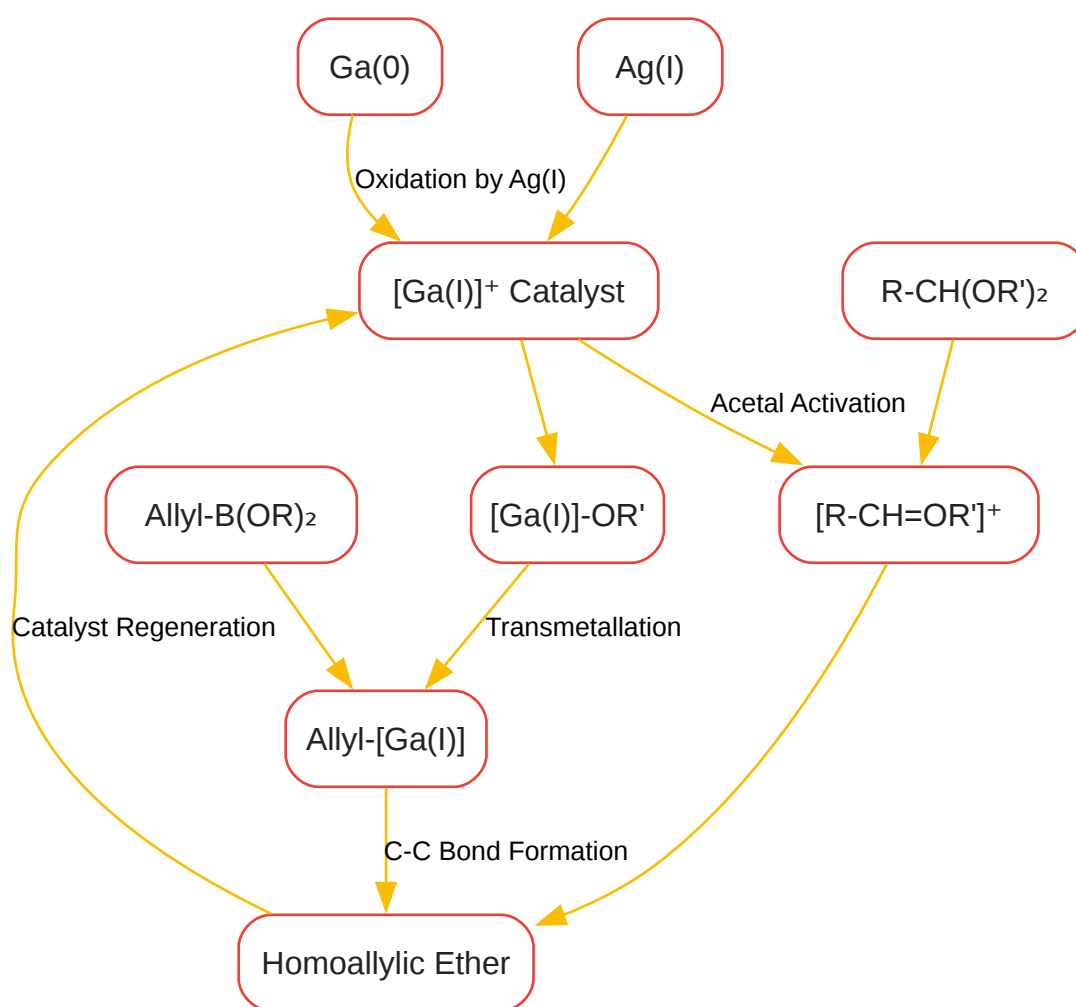 Ga(0)
Ag(I)
Oxidation by Ag(I)
[Ga(I)]⁺ Catalyst
R-CH(OR')₂
Acetal Activation
Allyl-B(OR)₂
[Ga(I)]-OR'
[R-CH=OR']⁺
Catalyst Regeneration
Transmetallation
Allyl-[Ga(I)]
C-C Bond Formation
Homoallylic Ether